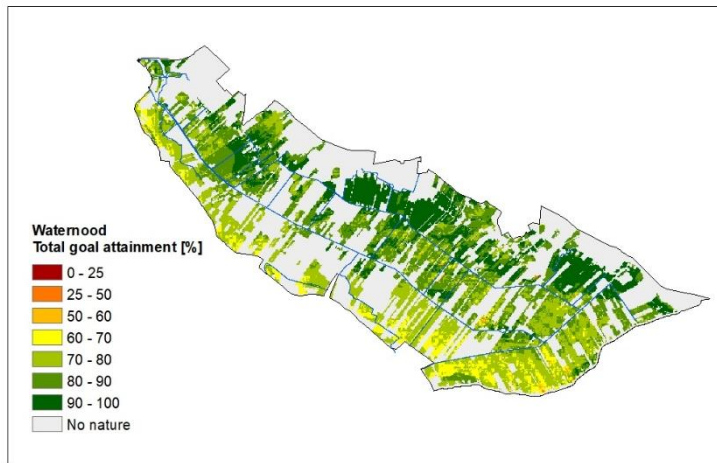 Waternood
Total goal attainment [%]
0 - 25
25 - 50
50 - 60
60 - 70
70 - 80
80 - 90
90 - 100
No nature